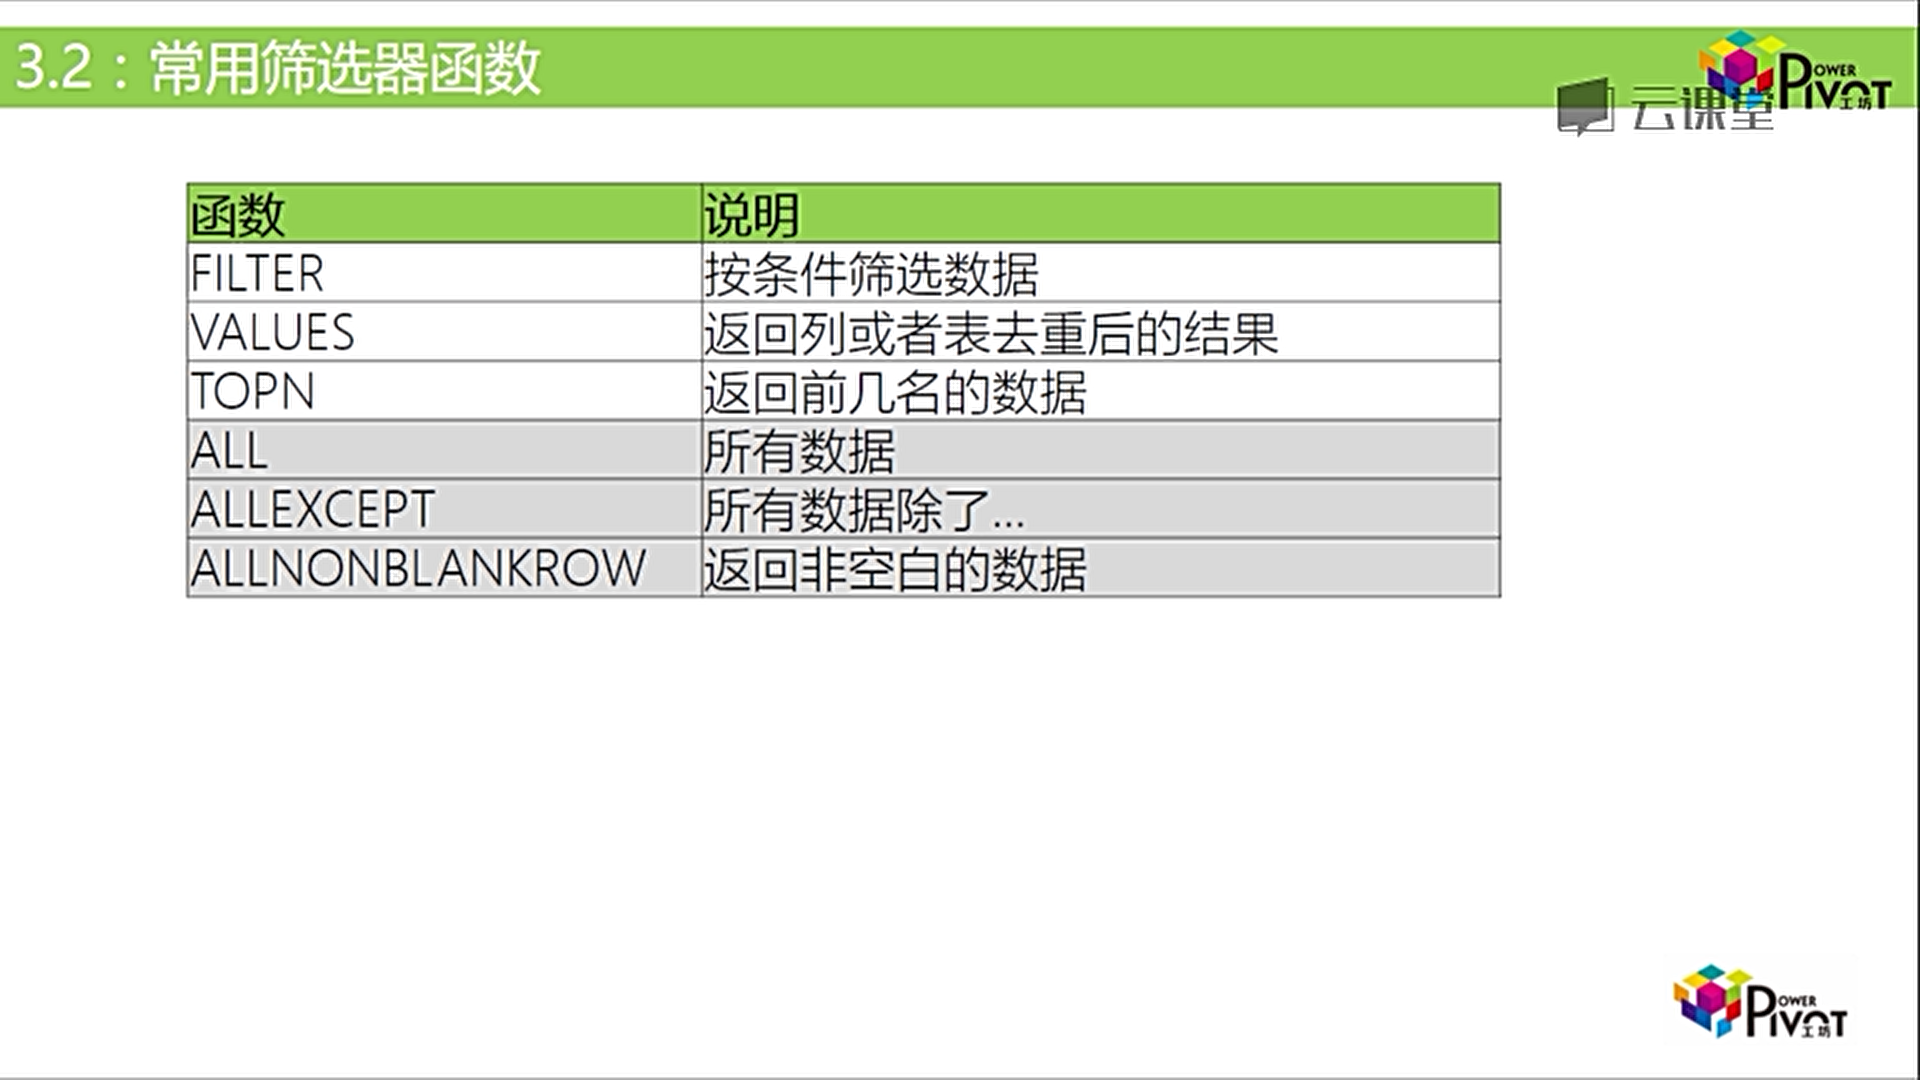 3.2：常用筛选器函数
POWER PIVOT 工坊
云课堂
函数 说明
FILTER 按条件筛选数据
VALUES 返回列或者表去重后的结果
TOPN 返回前几名的数据
ALL 所有数据
ALLEXCEPT 所有数据除了...
ALLNONBLANKROW 返回非空白的数据
POWER PIVOT 工坊